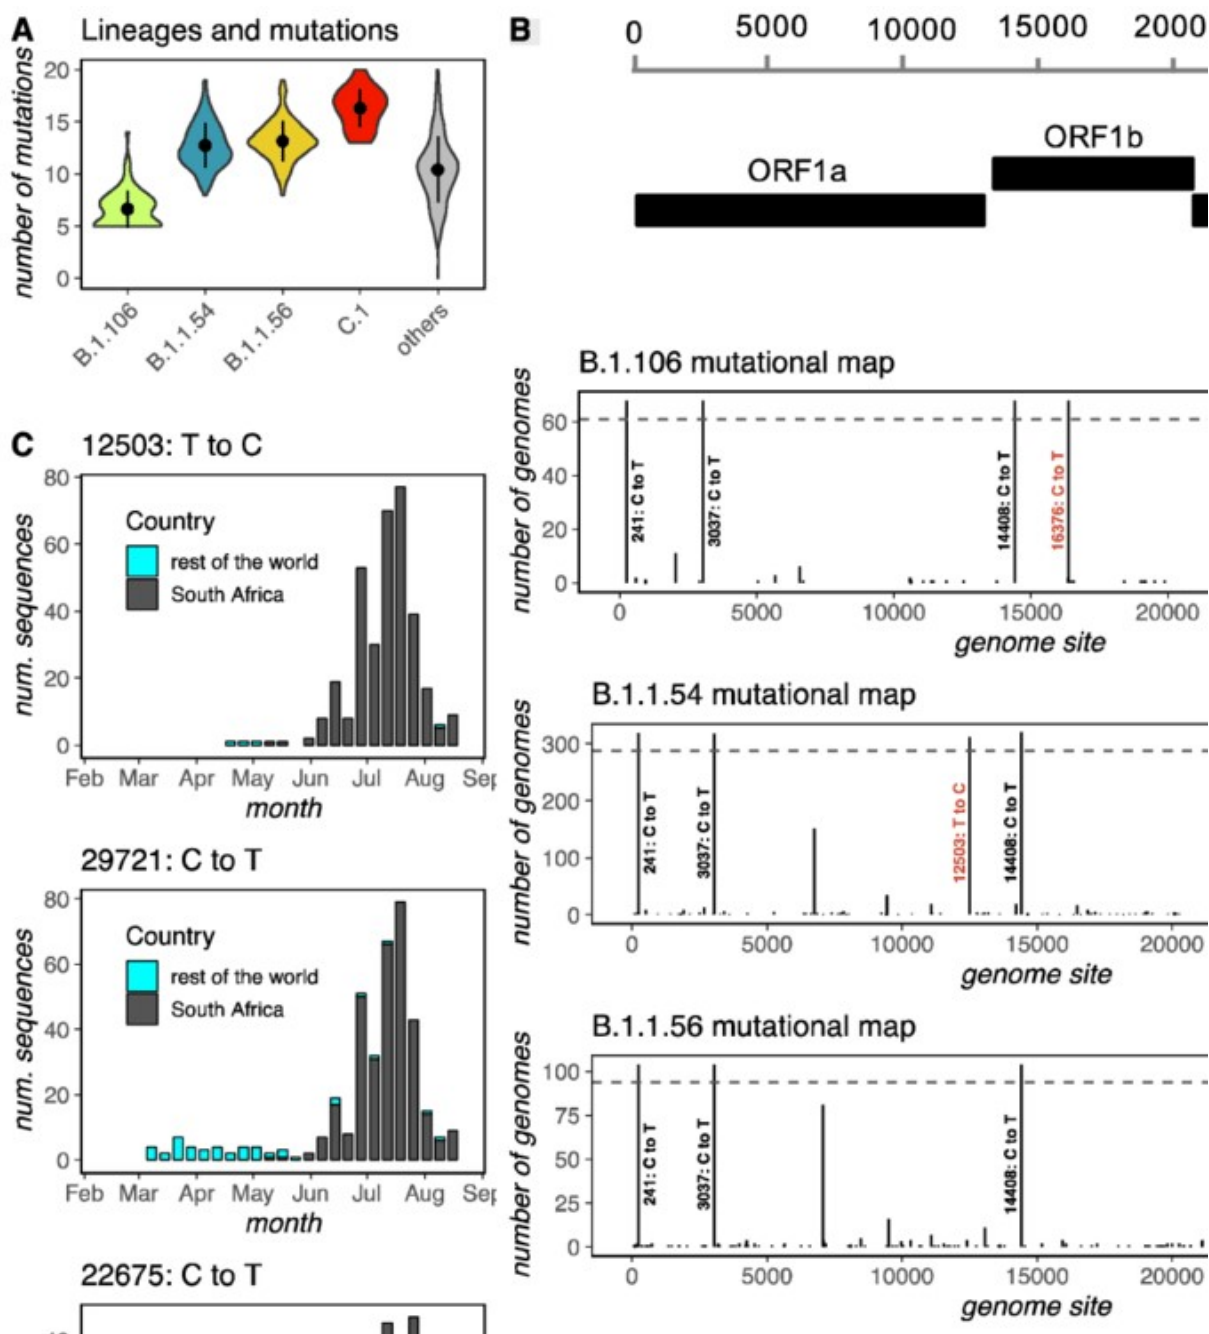 A Lineages and mutations
number of mutations
20
15
10
5
0
B.1.106
B.1.1.54
B.1.1.56
C.1
others
B
0 5000 10000 15000 2000
ORF1a
ORF1b
B.1.106 mutational map
number of genomes
60
40
20
0
241: C to T
3037: C to T
14408: C to T
16376: C to T
0 5000 10000 15000 20000
genome site
B.1.1.54 mutational map
number of genomes
300
200
100
0
241: C to T
3037: C to T
12503: T to C
14408: C to T
0 5000 10000 15000 20000
genome site
B.1.1.56 mutational map
number of genomes
100
75
50
25
0
241: C to T
3037: C to T
14408: C to T
0 5000 10000 15000 20000
genome site
C 12503: T to C
num. sequences
80
60
40
20
0
Country
rest of the world
South Africa
Feb Mar Apr May Jun Jul Aug Sep
month
29721: C to T
num. sequences
80
60
40
20
0
Country
rest of the world
South Africa
Feb Mar Apr May Jun Jul Aug Sep
month
22675: C to T